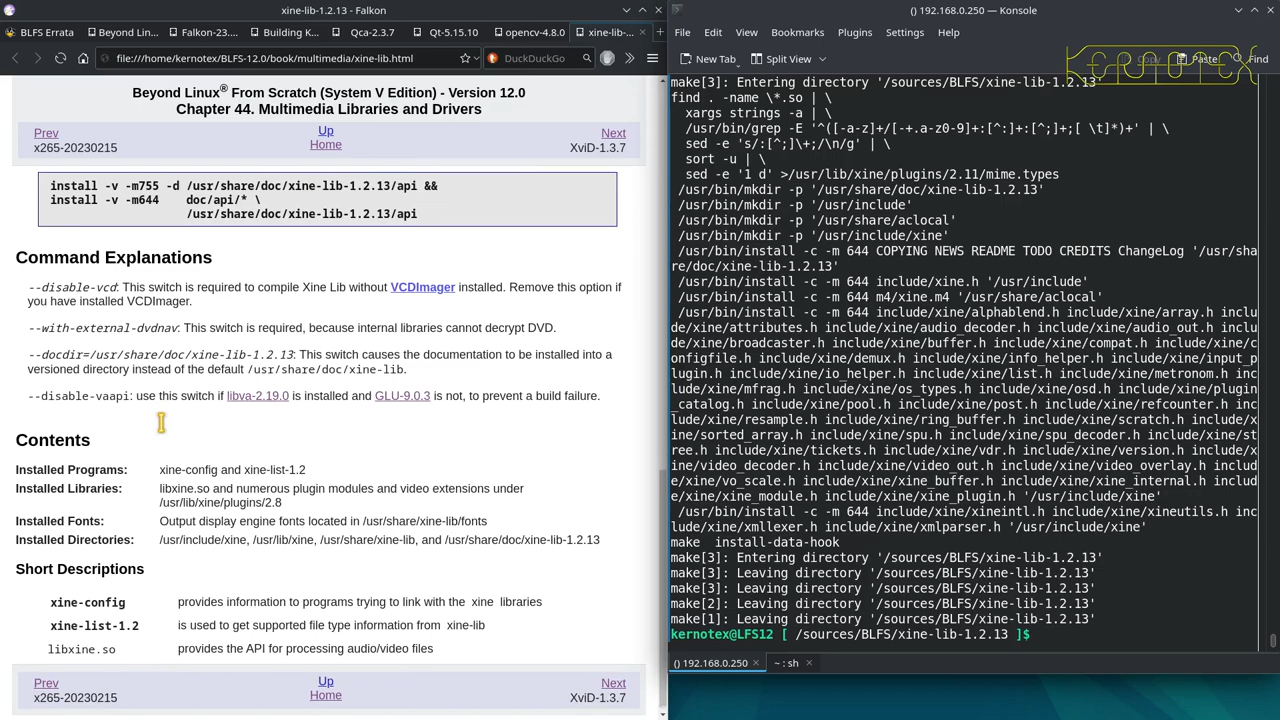 xine-lib-1.2.13 - Falkon
BLFS Errata
Beyond Lin...
Falkon-23....
Building K...
Qca-2.3.7
Qt-5.15.10
opencv-4.8.0
xine-lib-...
file:///home/kernotex/BLFS-12.0/book/multimedia/xine-lib.html
DuckDuckGo
Beyond Linux® From Scratch (System V Edition) - Version 12.0
Chapter 44. Multimedia Libraries and Drivers
Prev Up Next
x265-20230215 Home XviD-1.3.7
install -v -m755 -d /usr/share/doc/xine-lib-1.2.13/api &&
install -v -m644    doc/api/* \
/usr/share/doc/xine-lib-1.2.13/api
Command Explanations
--disable-vcd: This switch is required to compile Xine Lib without VCDImager installed. Remove this option if
you have installed VCDImager.
--with-external-dvdnav: This switch is required, because internal libraries cannot decrypt DVD.
--docdir=/usr/share/doc/xine-lib-1.2.13: This switch causes the documentation to be installed into a
versioned directory instead of the default /usr/share/doc/xine-lib.
--disable-vaapi: use this switch if libva-2.19.0 is installed and GLU-9.0.3 is not, to prevent a build failure.
Contents
Installed Programs: xine-config and xine-list-1.2
Installed Libraries: libxine.so and numerous plugin modules and video extensions under
/usr/lib/xine/plugins/2.8
Installed Fonts: Output display engine fonts located in /usr/share/xine-lib/fonts
Installed Directories: /usr/include/xine, /usr/lib/xine, /usr/share/xine-lib, and /usr/share/doc/xine-lib-1.2.13
Short Descriptions
xine-config provides information to programs trying to link with the xine libraries
xine-list-1.2 is used to get supported file type information from xine-lib
libxine.so provides the API for processing audio/video files
Prev Up Next
x265-20230215 Home XviD-1.3.7
() 192.168.0.250 — Konsole
File Edit View Bookmarks Plugins Settings Help
New Tab Split View Copy Paste Find
kernotex
make[3]: Entering directory '/sources/BLFS/xine-lib-1.2.13'
find . -name \*.so | \
xargs strings -a | \
/usr/bin/grep -E '^([-a-z]+/[-+.a-z0-9]+:[^:]+:[^;]+;[ \t]*)+' | \
sed -e 's/:[^;]\+;/\n/g' | \
sort -u | \
sed -e '1 d' >/usr/lib/xine/plugins/2.11/mime.types
/usr/bin/mkdir -p '/usr/share/doc/xine-lib-1.2.13'
/usr/bin/mkdir -p '/usr/include'
/usr/bin/mkdir -p '/usr/share/aclocal'
/usr/bin/mkdir -p '/usr/include/xine'
/usr/bin/install -c -m 644 COPYING NEWS README TODO CREDITS ChangeLog '/usr/sha
re/doc/xine-lib-1.2.13'
/usr/bin/install -c -m 644 include/xine.h '/usr/include'
/usr/bin/install -c -m 644 m4/xine.m4 '/usr/share/aclocal'
/usr/bin/install -c -m 644 include/xine/alphablend.h include/xine/array.h inclu
de/xine/attributes.h include/xine/audio_decoder.h include/xine/audio_out.h inclu
de/xine/broadcaster.h include/xine/buffer.h include/xine/compat.h include/xine/c
onfigfile.h include/xine/demux.h include/xine/info_helper.h include/xine/input_p
lugin.h include/xine/io_helper.h include/xine/list.h include/xine/metronom.h inc
lude/xine/mfrag.h include/xine/os_types.h include/xine/osd.h include/xine/plugin
_catalog.h include/xine/pool.h include/xine/post.h include/xine/refcounter.h inc
lude/xine/resample.h include/xine/ring_buffer.h include/xine/scratch.h include/x
ine/sorted_array.h include/xine/spu.h include/xine/spu_decoder.h include/xine/st
ree.h include/xine/tickets.h include/xine/vdr.h include/xine/version.h include/x
ine/video_decoder.h include/xine/video_out.h include/xine/video_overlay.h includ
e/xine/vo_scale.h include/xine/xine_buffer.h include/xine/xine_internal.h includ
e/xine/xine_module.h include/xine/xine_plugin.h '/usr/include/xine'
/usr/bin/install -c -m 644 include/xine/xineintl.h include/xine/xineutils.h incl
ude/xine/xmllexer.h include/xine/xmlparser.h '/usr/include/xine'
make  install-data-hook
make[3]: Entering directory '/sources/BLFS/xine-lib-1.2.13'
make[3]: Leaving directory '/sources/BLFS/xine-lib-1.2.13'
make[3]: Leaving directory '/sources/BLFS/xine-lib-1.2.13'
make[2]: Leaving directory '/sources/BLFS/xine-lib-1.2.13'
make[1]: Leaving directory '/sources/BLFS/xine-lib-1.2.13'
kernotex@LFS12 [ /sources/BLFS/xine-lib-1.2.13 ]$
() 192.168.0.250
~ : sh